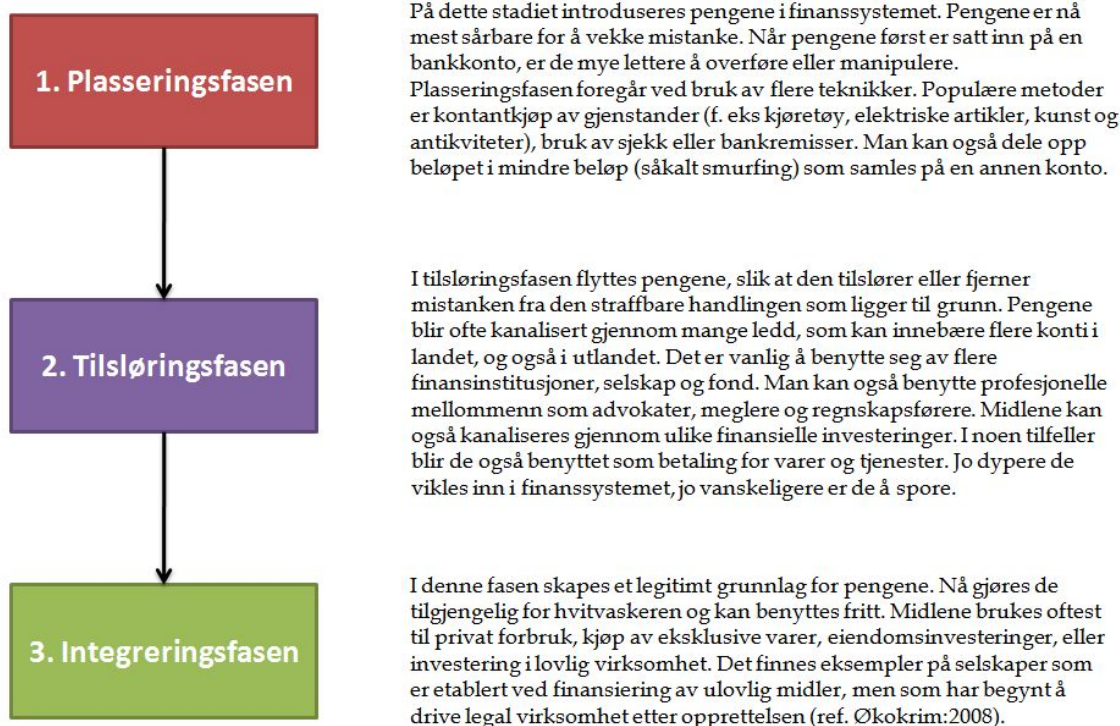 1. Plasseringsfasen
På dette stadiet introduseres pengene i finanssystemet. Pengene er nå
mest sårbare for å vekke mistanke. Når pengene først er satt inn på en
bankkonto, er de mye lettere å overføre eller manipulere.
Plasseringsfasen foregår ved bruk av flere teknikker. Populære metoder
er kontantkjøp av gjenstander (f. eks kjøretøy, elektriske artikler, kunst og
antikviteter), bruk av sjekk eller bankremisser. Man kan også dele opp
beløpet i mindre beløp (såkalt smurfing) som samles på en annen konto.
2. Tilsløringsfasen
I tilsløringsfasen flyttes pengene, slik at den tilslører eller fjerner
mistanken fra den straffbare handlingen som ligger til grunn. Pengene
blir ofte kanalisert gjennom mange ledd, som kan innebære flere konti i
landet, og også i utlandet. Det er vanlig å benytte seg av flere
finansinstitusjoner, selskap og fond. Man kan også benytte profesjonelle
mellommenn som advokater, meglere og regnskapsførere. Midlene kan
også kanaliseres gjennom ulike finansielle investeringer. I noen tilfeller
blir de også benyttet som betaling for varer og tjenester. Jo dypere de
vikles inn i finanssystemet, jo vanskeligere er de å spore.
3. Integreringsfasen
I denne fasen skapes et legitimt grunnlag for pengene. Nå gjøres de
tilgjengelig for hvitvaskeren og kan benyttes fritt. Midlene brukes oftest
til privat forbruk, kjøp av eksklusive varer, eiendomsinvesteringer, eller
investering i lovlig virksomhet. Det finnes eksempler på selskaper som
er etablert ved finansiering av ulovlig midler, men som har begynt å
drive legal virksomhet etter opprettelsen (ref. Økokrim:2008).